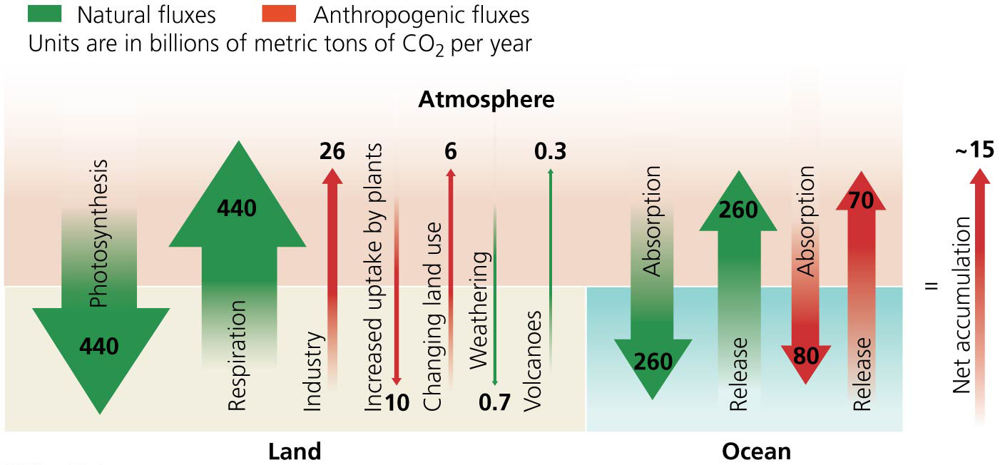 Natural fluxes
Anthropogenic fluxes
Units are in billions of metric tons of CO₂ per year
Atmosphere
Photosynthesis
440
440
Respiration
26
Industry
Increased uptake by plants
10
6
Changing land use
Weathering
0.7
0.3
Volcanoes
Absorption
260
260
Release
Absorption
80
70
Release
=
~15
Net accumulation
Land
Ocean